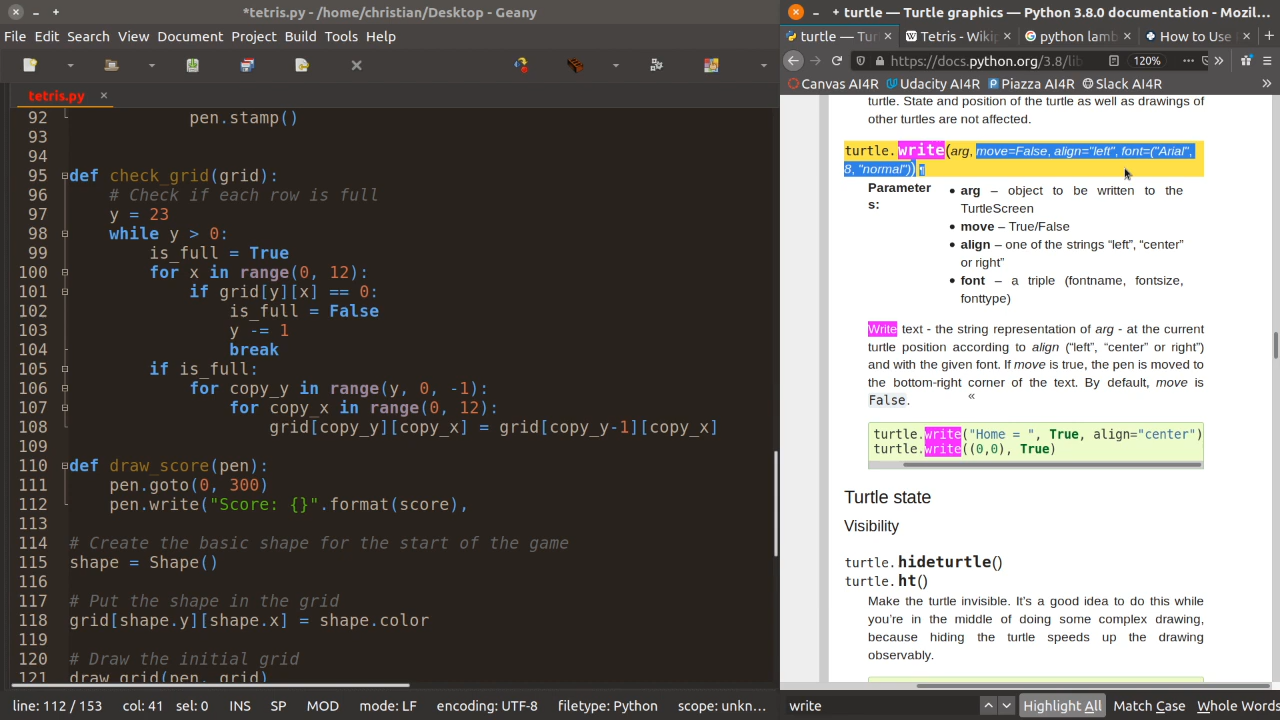 *tetris.py - /home/christian/Desktop - Geany
File Edit Search View Document Project Build Tools Help
tetris.py ×
92 pen.stamp()
93
94
95 def check_grid(grid):
96 # Check if each row is full
97 y = 23
98 while y > 0:
99 is_full = True
100 for x in range(0, 12):
101 if grid[y][x] == 0:
102 is_full = False
103 y -= 1
104 break
105 if is_full:
106 for copy_y in range(y, 0, -1):
107 for copy_x in range(0, 12):
108 grid[copy_y][copy_x] = grid[copy_y-1][copy_x]
109
110 def draw_score(pen):
111 pen.goto(0, 300)
112 pen.write("Score: {}".format(score),
113
114 # Create the basic shape for the start of the game
115 shape = Shape()
116
117 # Put the shape in the grid
118 grid[shape.y][shape.x] = shape.color
119
120 # Draw the initial grid
121 draw_grid(pen, grid)
line: 112 / 153 col: 41 sel: 0 INS SP MOD mode: LF encoding: UTF-8 filetype: Python scope: unkn...
turtle — Turtle graphics — Python 3.8.0 documentation - Mozil...
turtle — Tur × Tetris - Wiki × python lamb × How to Use × +
https://docs.python.org/3.8/lib 120% ··· »
Canvas AI4R Udacity AI4R Piazza AI4R Slack AI4R »
turtle. State and position of the turtle as well as drawings of
other turtles are not affected.
turtle.write(arg, move=False, align="left", font=("Arial",
8, "normal"))¶
Parameter
s:
• arg – object to be written to the
TurtleScreen
• move – True/False
• align – one of the strings “left”, “center”
or right”
• font – a triple (fontname, fontsize,
fonttype)
Write text - the string representation of arg - at the current
turtle position according to align (“left”, “center” or right”)
and with the given font. If move is true, the pen is moved to
the bottom-right corner of the text. By default, move is
False.
«
turtle.write("Home = ", True, align="center")
turtle.write((0,0), True)
Turtle state
Visibility
turtle.hideturtle()
turtle.ht()
Make the turtle invisible. It’s a good idea to do this while
you’re in the middle of doing some complex drawing,
because hiding the turtle speeds up the drawing
observably.
write Highlight All Match Case Whole Words